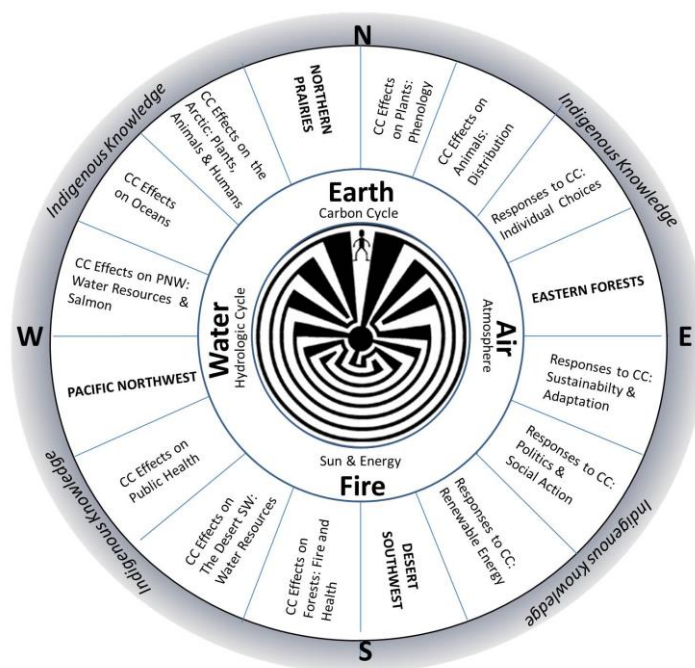 N
NORTHERN
PRAIRIES
CC Effects
on Plants:
Phenology
CC Effects on
Animals:
Distribution
Indigenous Knowledge
Responses to CC:
Individual Choices
EASTERN FORESTS
E
Responses to CC:
Sustainabilty &
Adaptation
Responses to CC:
Politics &
Social Action
Indigenous Knowledge
Responses to CC:
Renewable Energy
DESERT
SOUTHWEST
S
CC Effects on
Forests: Fire and
Health
CC Effects on
The Desert SW:
Water Resources
Indigenous Knowledge
CC Effects on
Public Health
PACIFIC NORTHWEST
W
CC Effects on PNW:
Water Resources &
Salmon
CC Effects
on Oceans
Indigenous Knowledge
CC Effects on the
Arctic: Plants,
Animals & Humans
Earth
Carbon Cycle
Air
Atmosphere
Sun & Energy
Fire
Water
Hydrologic Cycle